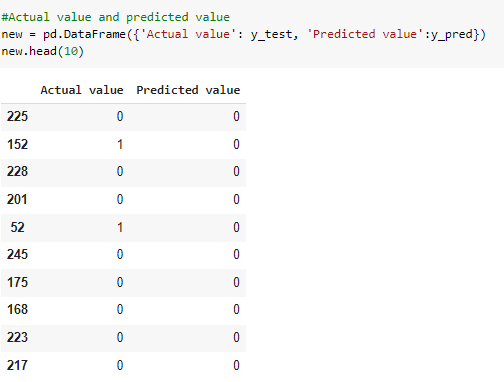 #Actual value and predicted value
new = pd.DataFrame({'Actual value': y_test, 'Predicted value':y_pred})
new.head(10)
Actual value Predicted value
225 0 0
152 1 0
228 0 0
201 0 0
52 1 0
245 0 0
175 0 0
168 0 0
223 0 0
217 0 0